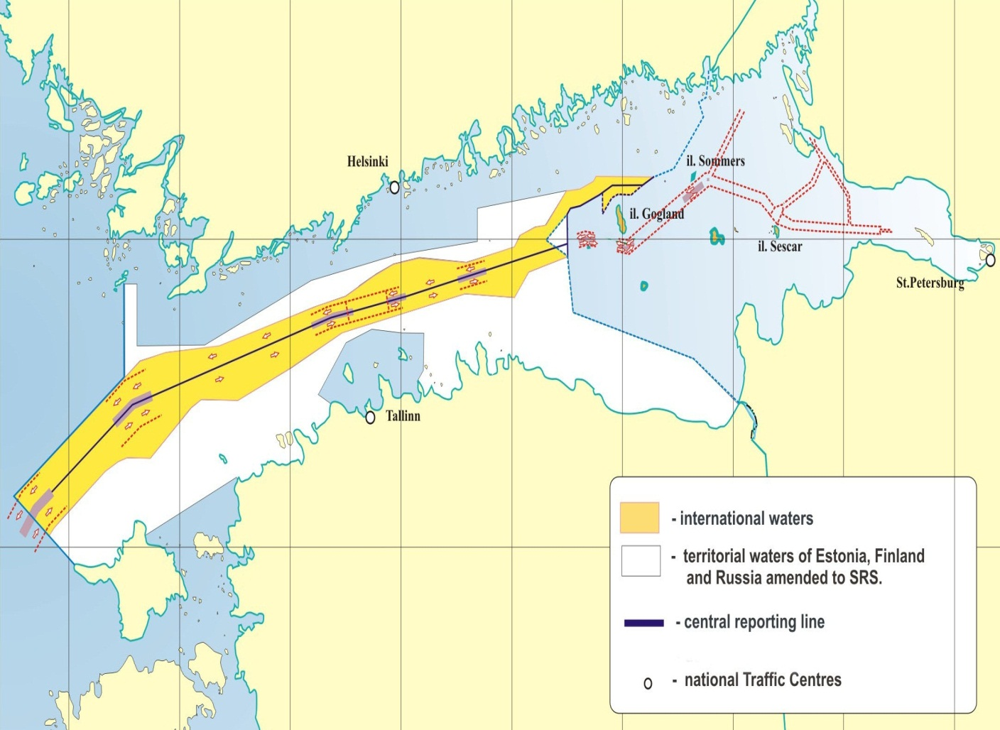 Helsinki
il. Sommers
il. Gogland
il. Sescar
St.Petersburg
Tallinn
- international waters
- territorial waters of Estonia, Finland
and Russia amended to SRS.
- central reporting line
- national Traffic Centres